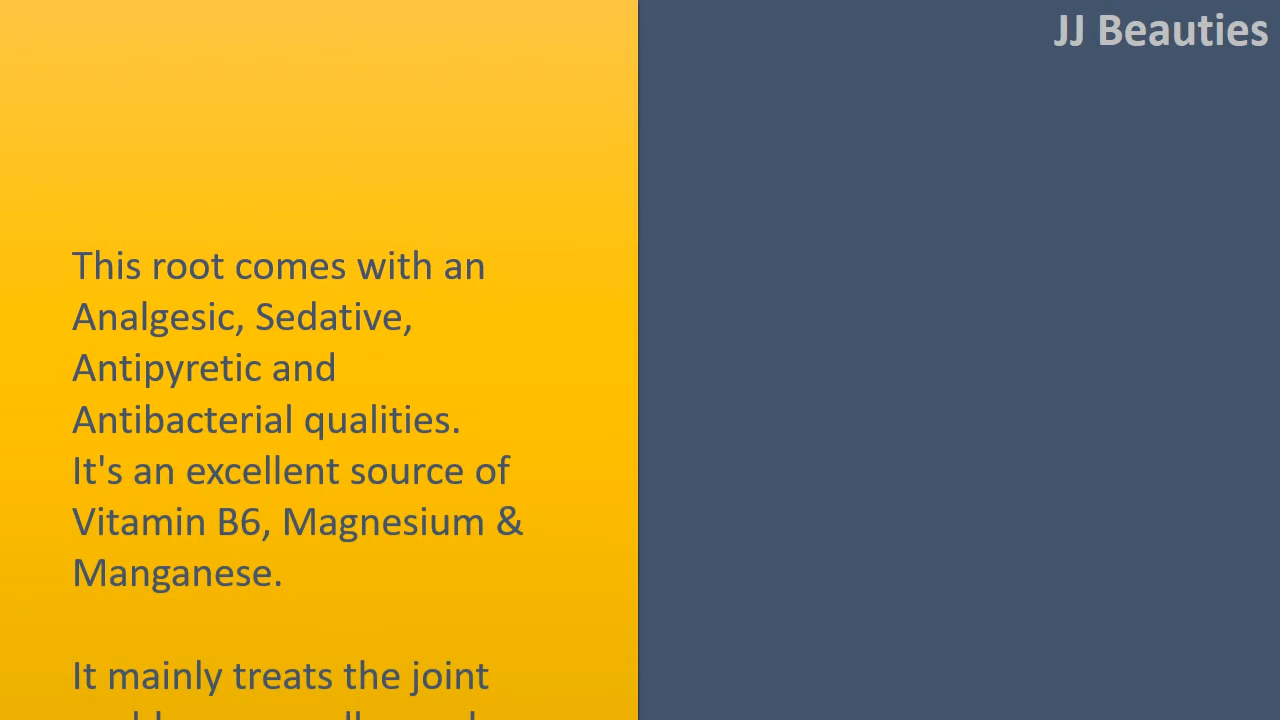 JJ Beauties
This root comes with an
Analgesic, Sedative,
Antipyretic and
Antibacterial qualities.
It's an excellent source of
Vitamin B6, Magnesium &
Manganese.
It mainly treats the joint